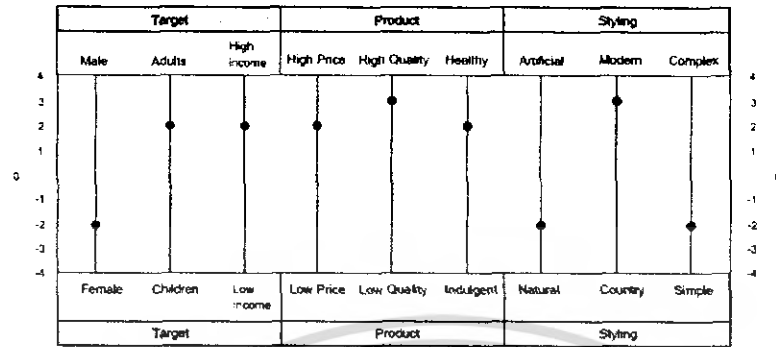 Target Product Styling
Male Adults High Income High Price High Quality Healthy Artificial Modern Complex
4 4
3 3
2 2
1 1
0
-1 -1
-2 -2
-3 -3
-4 -4
Female Children Low Income Low Price Low Quality Indulgent Natural Country Simple
Target Product Styling